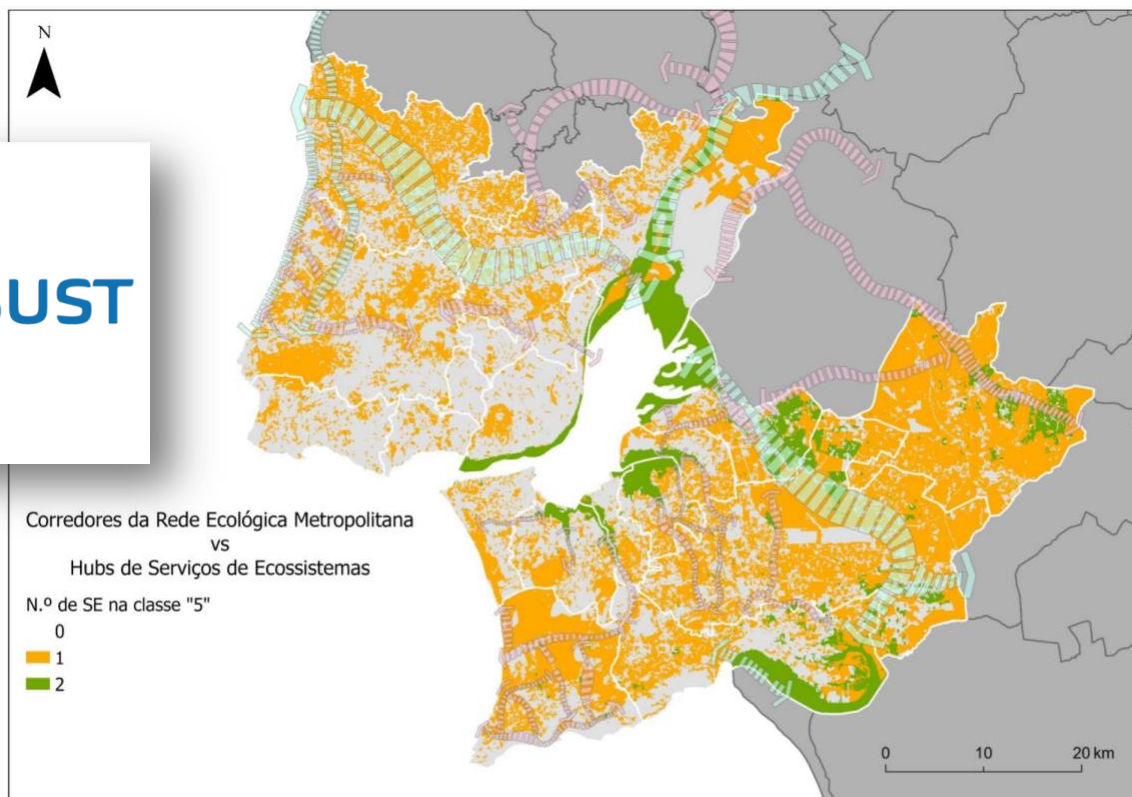 N
UST
Corredores da Rede Ecológica Metropolitana
vs
Hubs de Serviços de Ecossistemas
N.º de SE na classe "5"
0
1
2
0 10 20 km